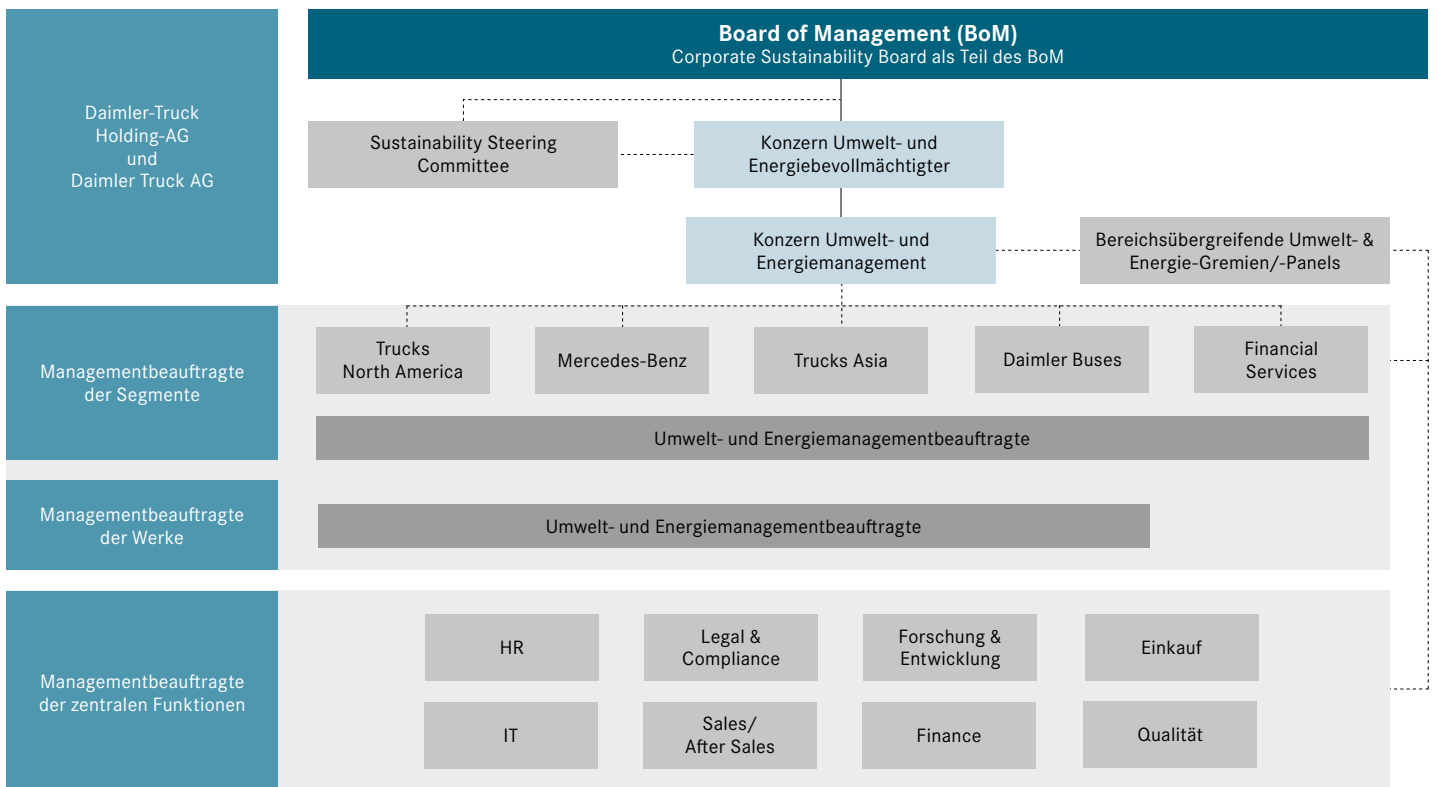 Daimler-Truck
Holding-AG
und
Daimler Truck AG
Board of Management (BoM)
Corporate Sustainability Board als Teil des BoM
Sustainability Steering
Committee
Konzern Umwelt- und
Energiebevollmächtigter
Konzern Umwelt- und
Energiemanagement
Bereichsübergreifende Umwelt- &
Energie-Gremien/-Panels
Managementbeauftragte
der Segmente
Trucks
North America
Mercedes-Benz
Trucks Asia
Daimler Buses
Financial
Services
Umwelt- und Energiemanagementbeauftragte
Managementbeauftragte
der Werke
Umwelt- und Energiemanagementbeauftragte
Managementbeauftragte
der zentralen Funktionen
HR
Legal &
Compliance
Forschung &
Entwicklung
Einkauf
IT
Sales/
After Sales
Finance
Qualität